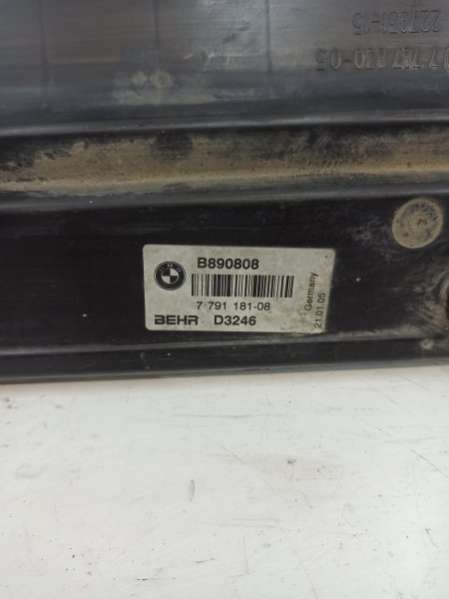 B890808
7 791 181-08
BEHR D3246
Germany
21.01.05